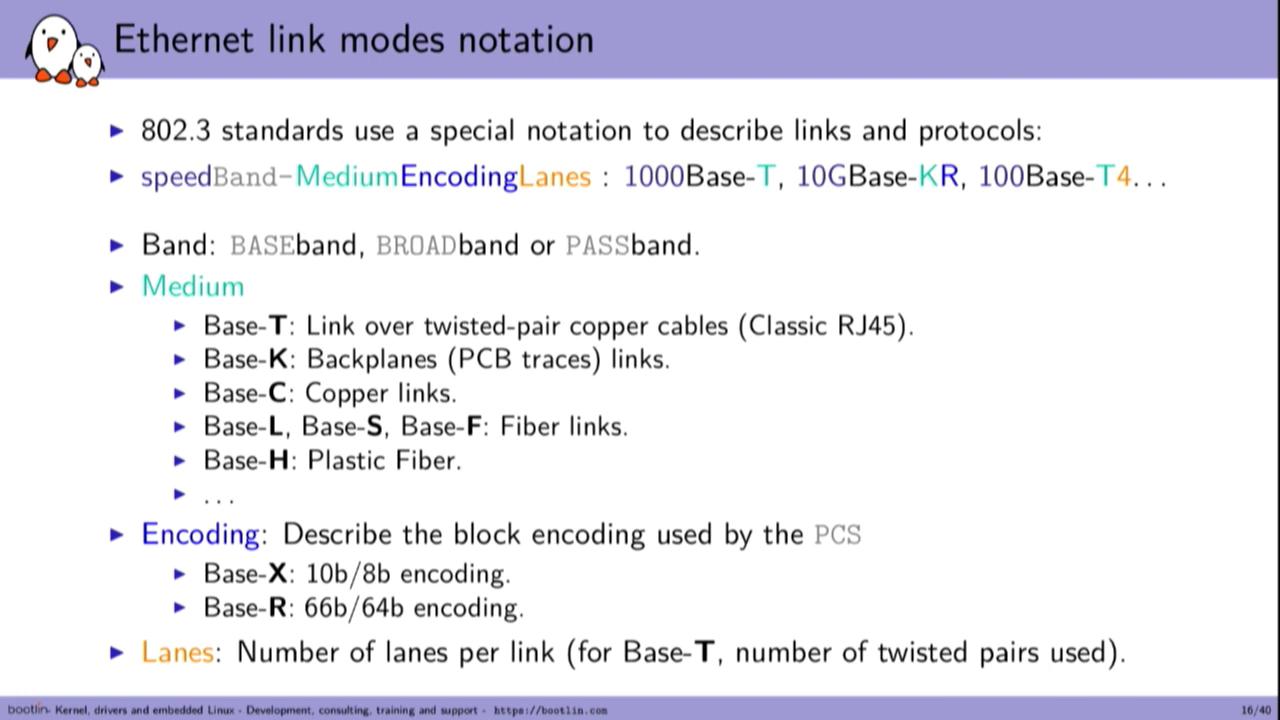 Ethernet link modes notation
► 802.3 standards use a special notation to describe links and protocols:
► speedBand-MediumEncodingLanes : 1000Base-T, 10GBase-KR, 100Base-T4...
► Band: BASEband, BROADband or PASSband.
► Medium
► Base-T: Link over twisted-pair copper cables (Classic RJ45).
► Base-K: Backplanes (PCB traces) links.
► Base-C: Copper links.
► Base-L, Base-S, Base-F: Fiber links.
► Base-H: Plastic Fiber.
► ...
► Encoding: Describe the block encoding used by the PCS
► Base-X: 10b/8b encoding.
► Base-R: 66b/64b encoding.
► Lanes: Number of lanes per link (for Base-T, number of twisted pairs used).
bootlin - Kernel, drivers and embedded Linux - Development, consulting, training and support - https://bootlin.com 16/40